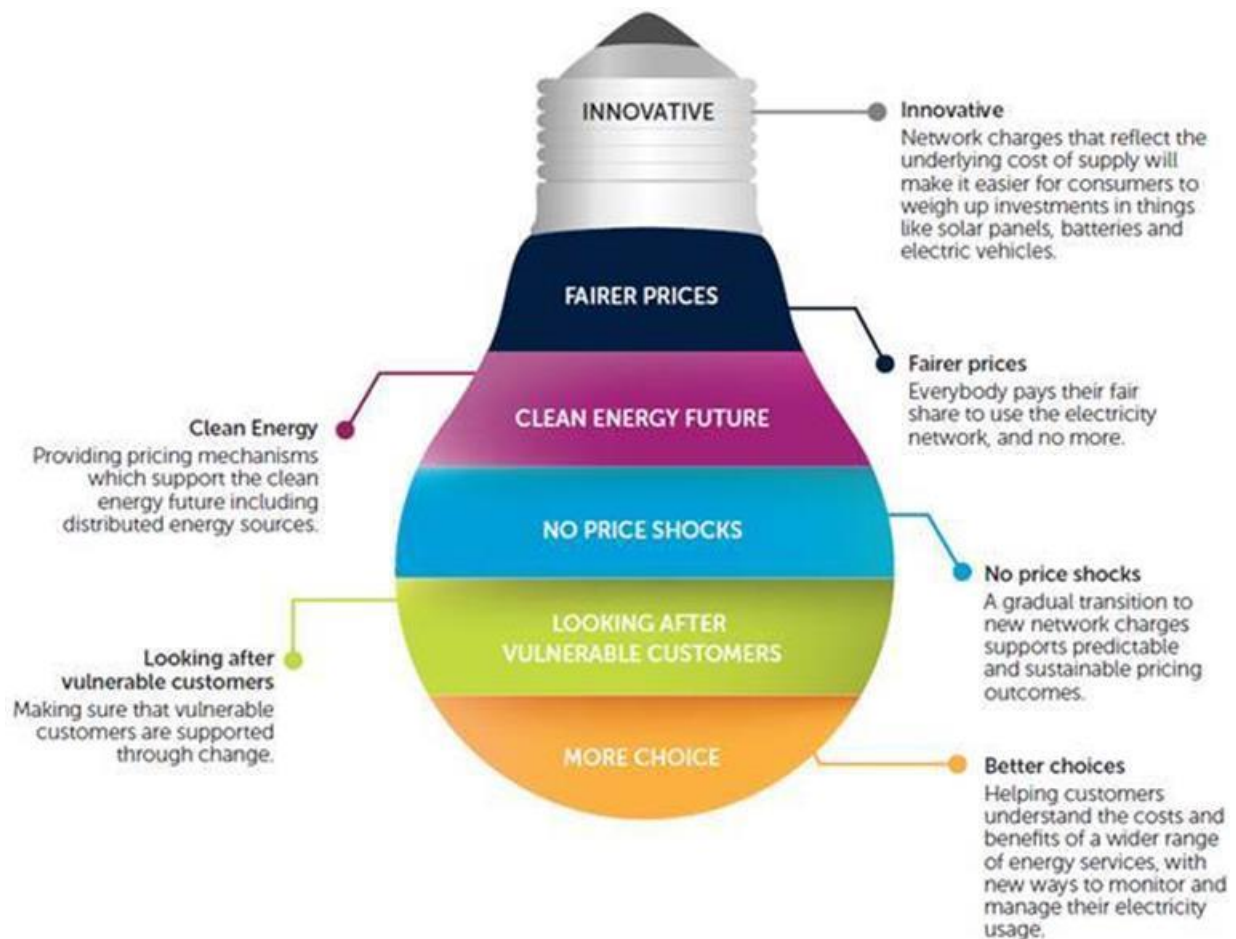 INNOVATIVE
Innovative
Network charges that reflect the
underlying cost of supply will
make it easier for consumers to
weigh up investments in things
like solar panels, batteries and
electric vehicles.
FAIRER PRICES
Fairer prices
Everybody pays their fair
share to use the electricity
network, and no more.
CLEAN ENERGY FUTURE
Clean Energy
Providing pricing mechanisms
which support the clean
energy future including
distributed energy sources.
NO PRICE SHOCKS
No price shocks
A gradual transition to
new network charges
supports predictable
and sustainable pricing
outcomes.
LOOKING AFTER
VULNERABLE CUSTOMERS
Looking after
vulnerable customers
Making sure that vulnerable
customers are supported
through change.
MORE CHOICE
Better choices
Helping customers
understand the costs and
benefits of a wider range
of energy services, with
new ways to monitor and
manage their electricity
usage.